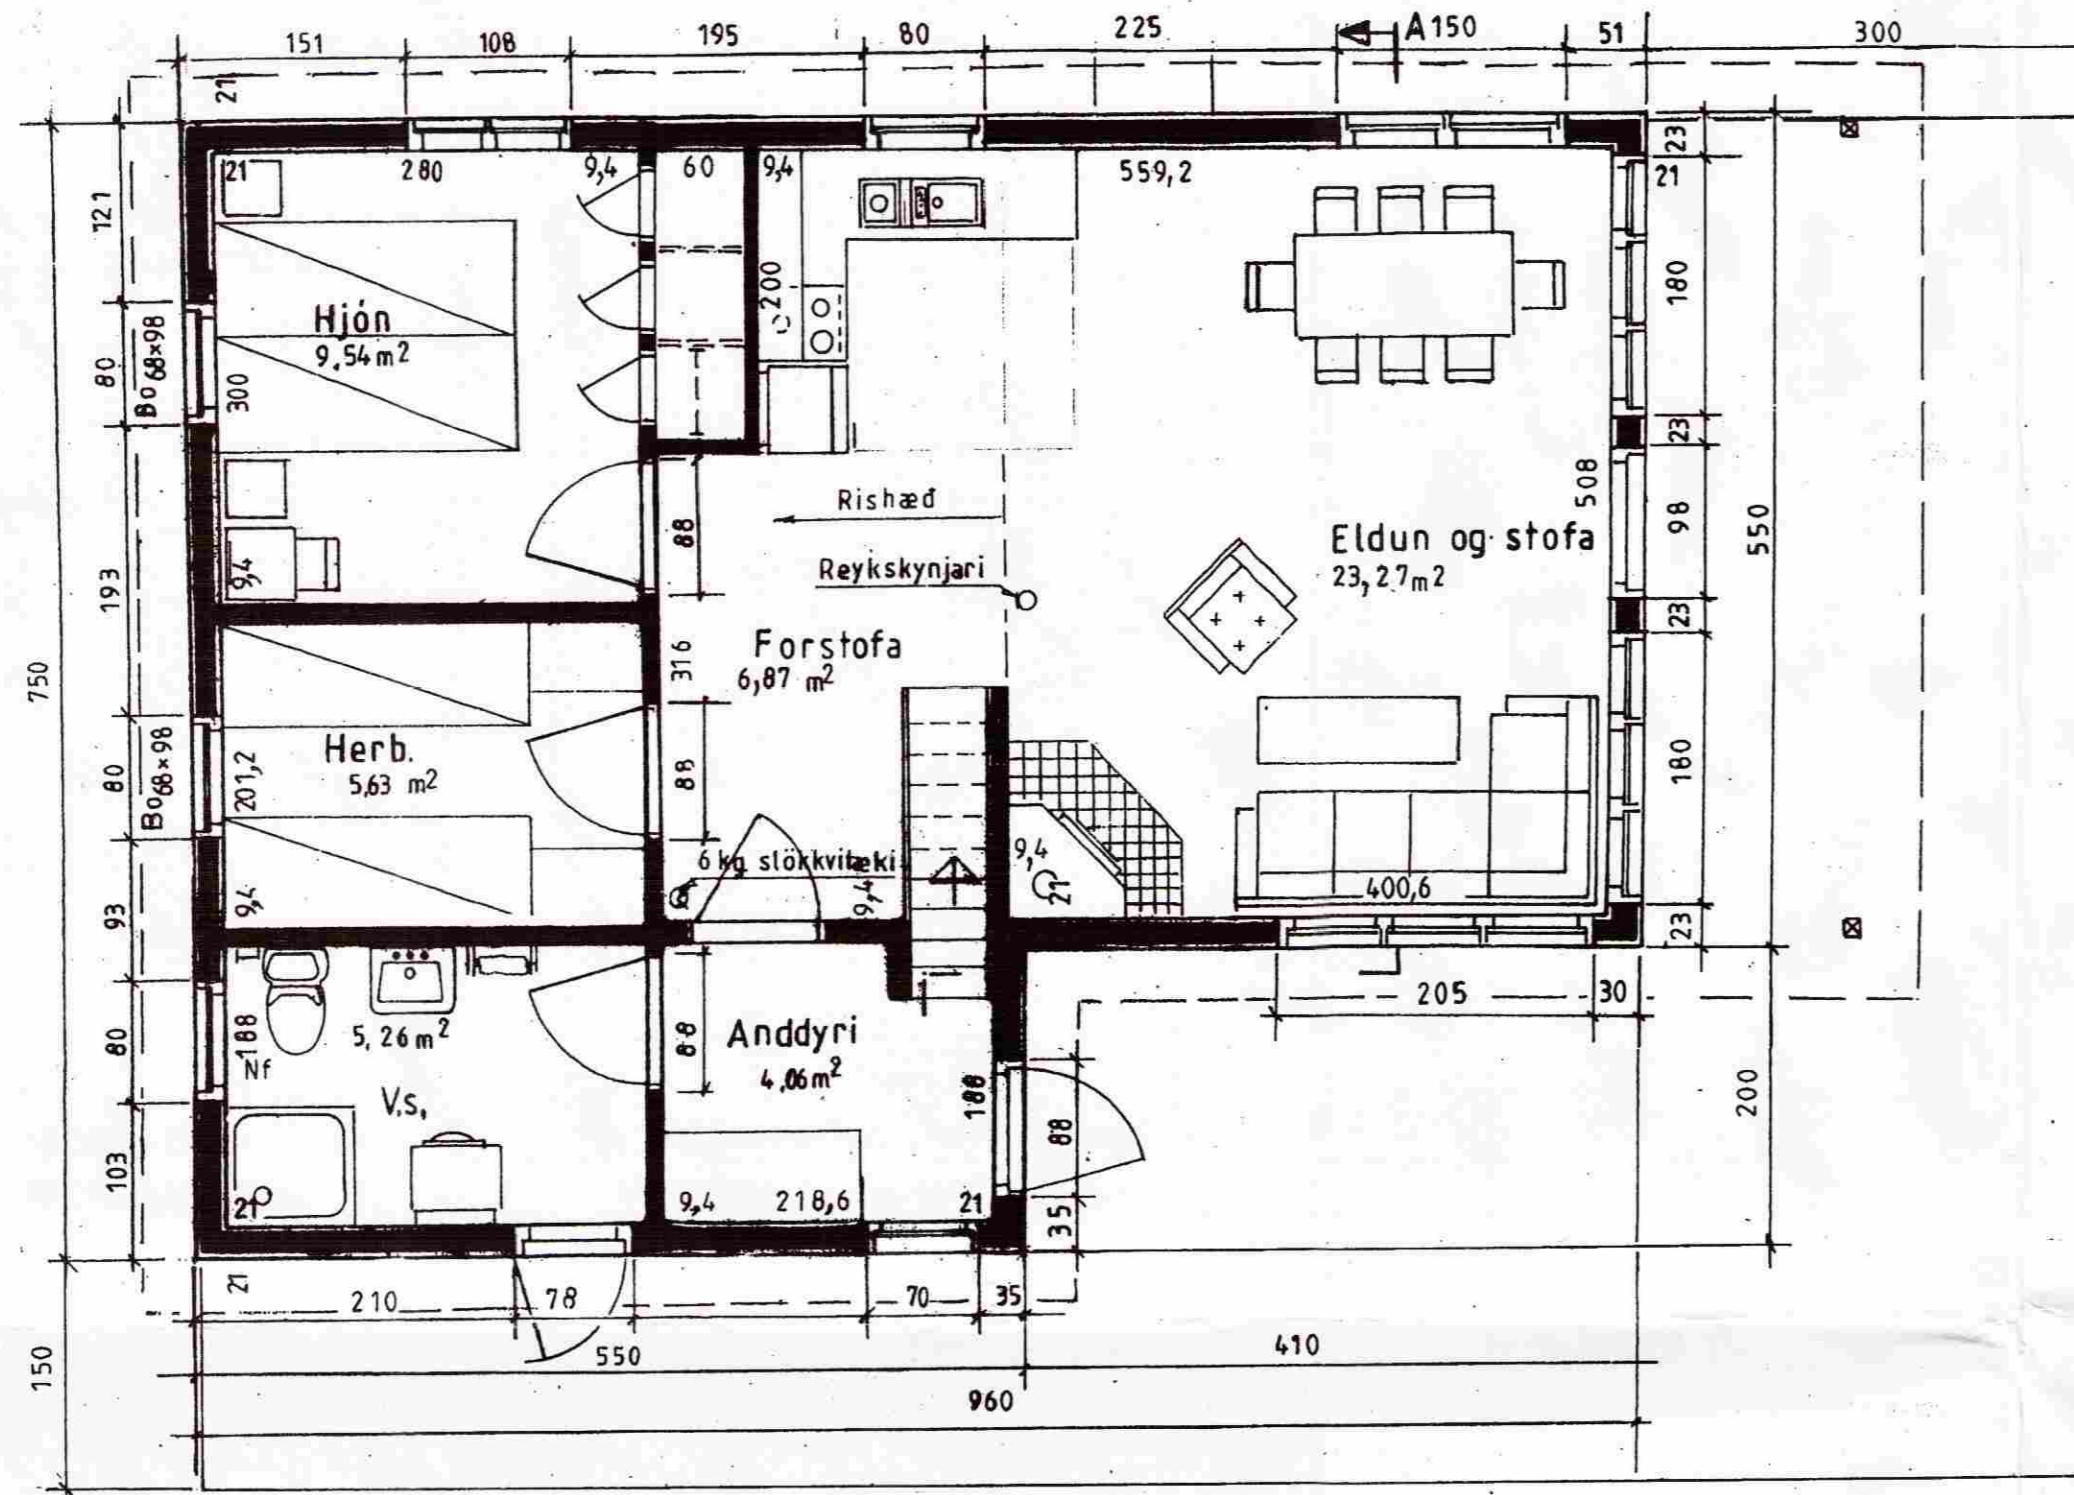 151 108 195 80 225 A 150 51 300
21
21 280 9,4 60 9,4 559,2 23
21
121
200 180
Hjón
9,54 m2
80 Bo 68×98 300
23
508
Rishæð
88 98
550
Eldun og stofa
23,27 m2
9,4
193
Reykskynjari
23
Forstofa
6,87 m2
316
750
Herb.
5,63 m2
80 Bo 68×98 201,2
88 180
6 kg slökkvitæki
9,4
9,4 21
400,6
9,4
93 23
205 30
5,26 m2
188
Nf
80
88
Anddyri
4,06m2
188 88
200
V.s.
103
21
9,4 218,6 21
35
21
210 78 70 35
550 410
150
960